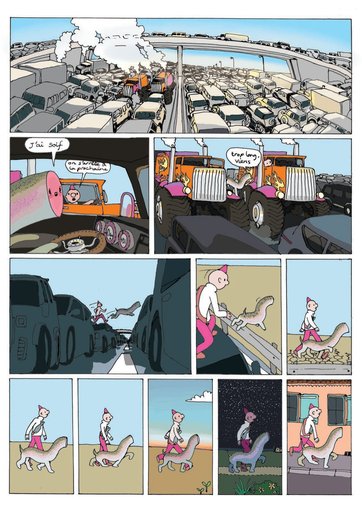 J'ai soif
on s'arrête à
la prochaine
trop long,
viens